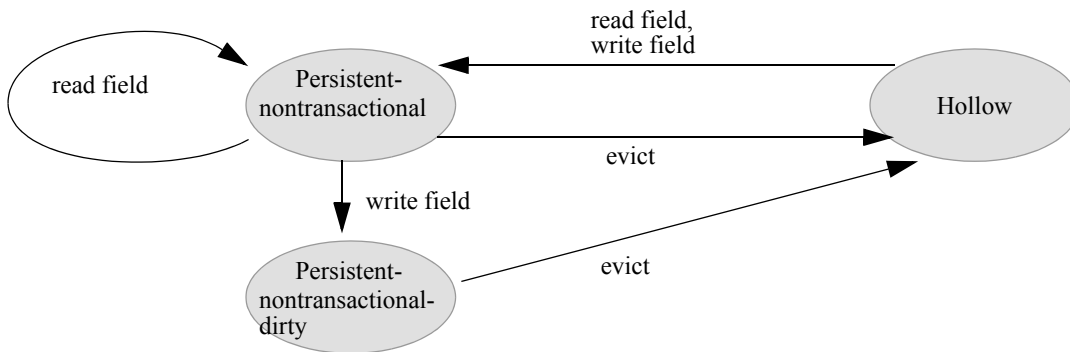 read field,
write field
read field
Persistent-
nontransactional
Hollow
evict
write field
evict
Persistent-
nontransactional-
dirty